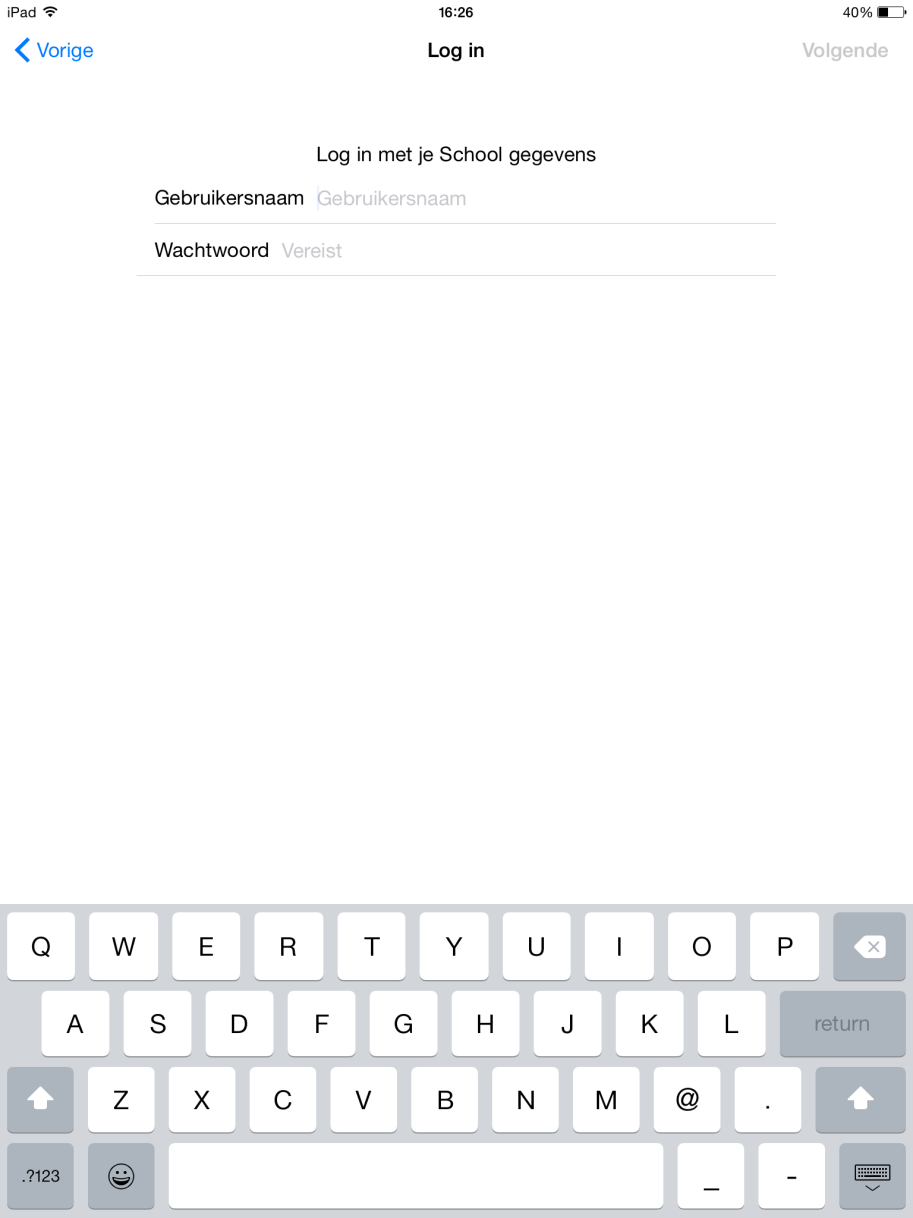 iPad 16:26 40%
Vorige Log in Volgende
Log in met je School gegevens
Gebruikersnaam Gebruikersnaam
Wachtwoord Vereist
Q W E R T Y U I O P
A S D F G H J K L return
Z X C V B N M @ .
.?123 _ -